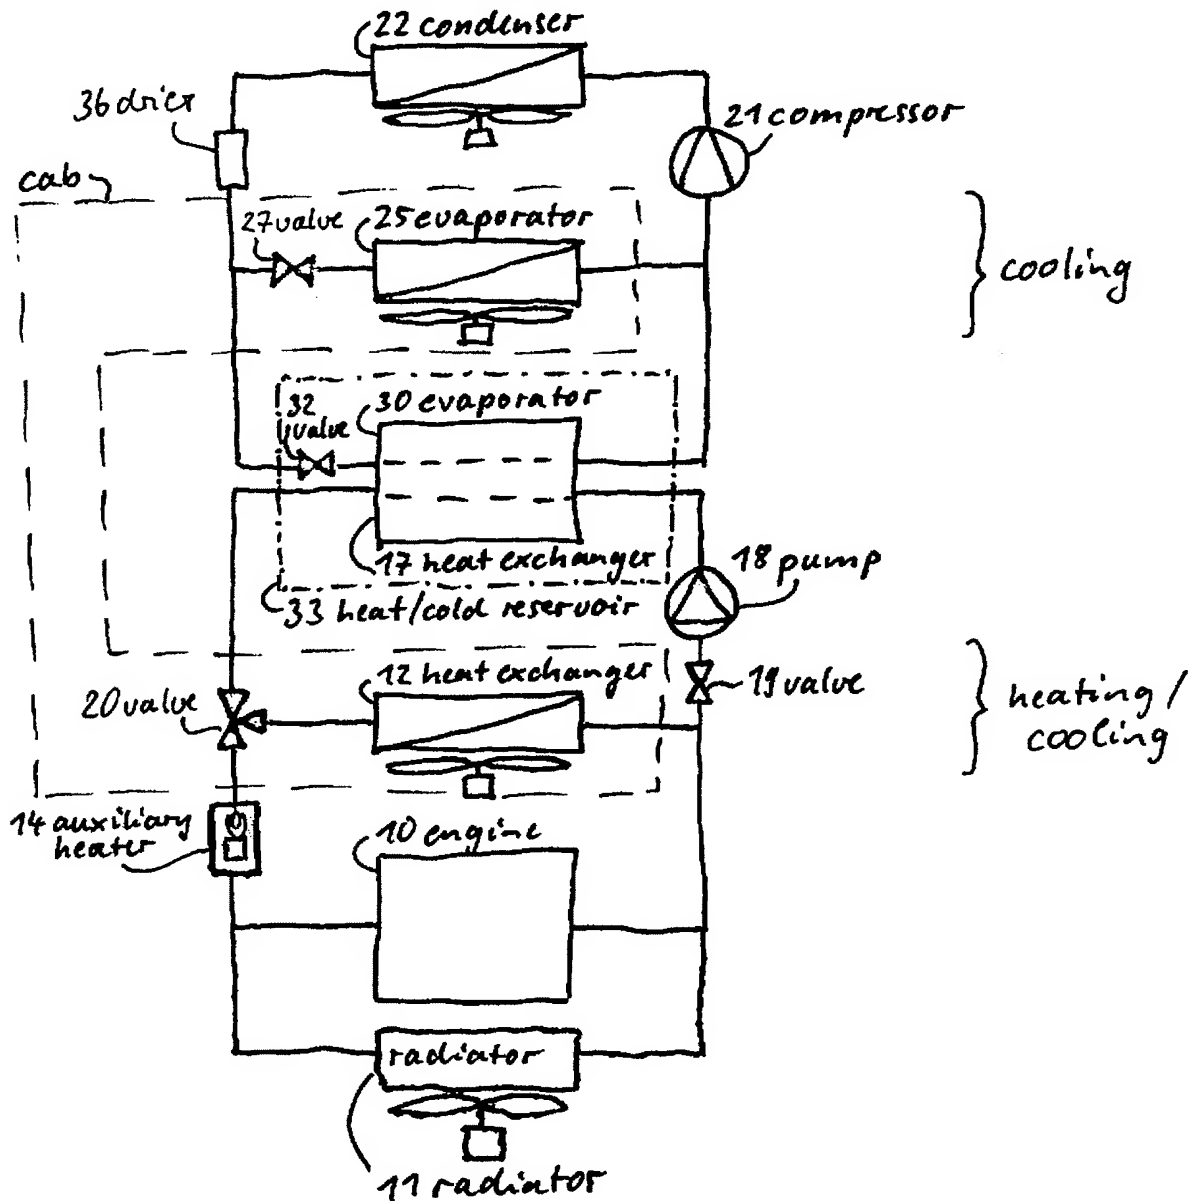 22 condenser
36 drier
21 compressor
cab
27 valve
25 evaporator
cooling
32
valve
30 evaporator
17 heat exchanger
33 heat/cold reservoir
18 pump
12 heat exchanger
19 valve
20 valve
heating /
cooling
14 auxiliary
heater
10 engine
radiator
11 radiator